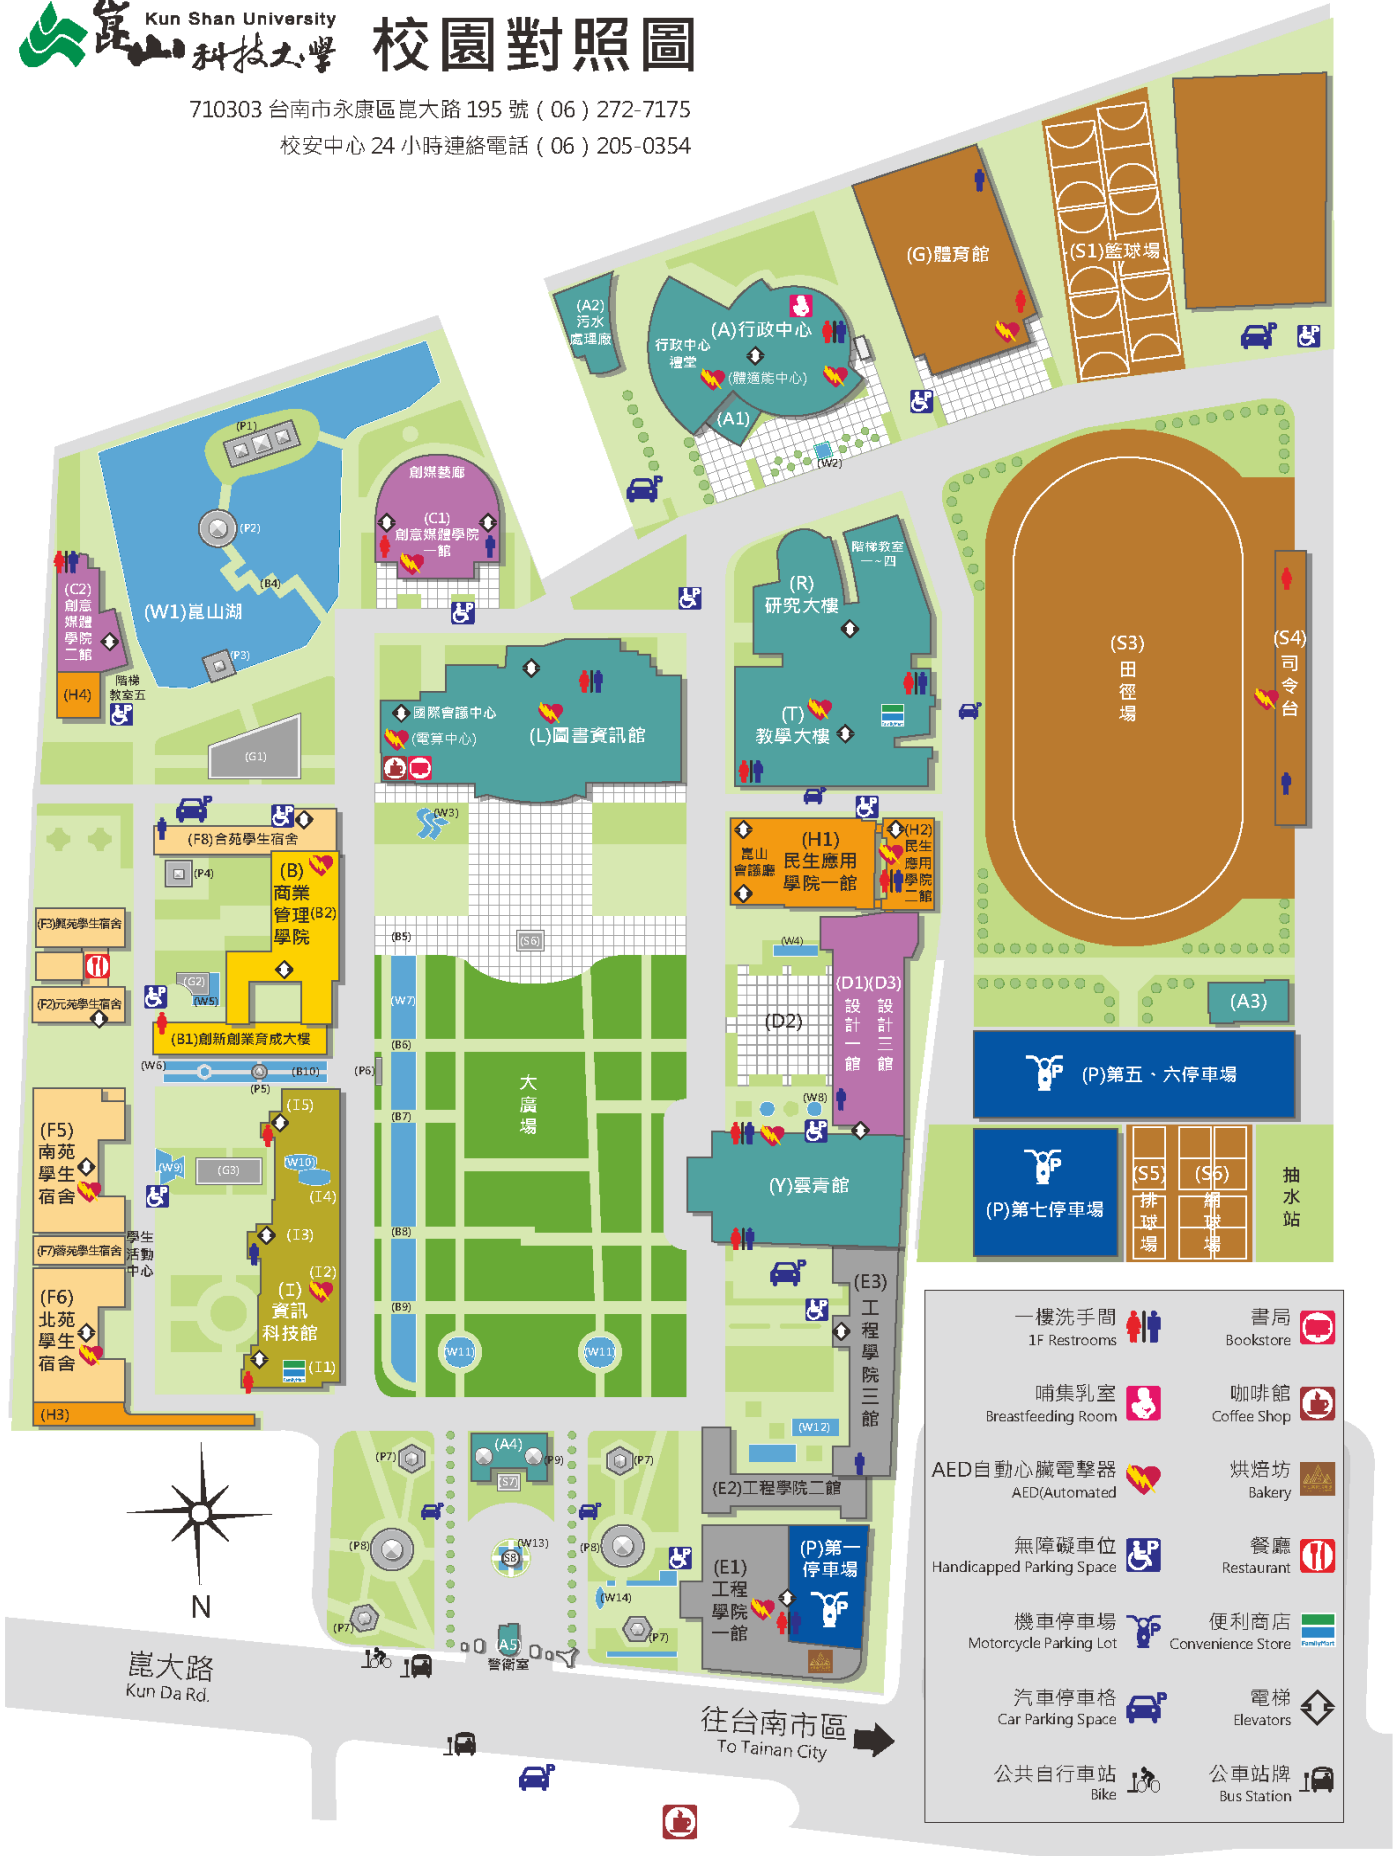 Kun Shan University
崑山科技大學
校園對照圖
710303 台南市永康區崑大路 195 號 ( 06 ) 272-7175
校安中心 24 小時連絡電話 ( 06 ) 205-0354
(G)體育館
(S1)籃球場
(A2)
污水
處理廠
(A)行政中心
行政中心
禮堂
(體適能中心)
(A1)
(W2)
(P1)
(P2)
(B4)
(W1)崑山湖
(P3)
創媒藝廊
(C1)
創意媒體學院
一館
(C2)
創意
媒體
學院
二館
(H4)
階梯
教室五
(G1)
(R)
研究大樓
階梯教室
一~四
(T)
教學大樓
FamilyMart
國際會議中心
(電算中心)
(L)圖書資訊館
(W3)
(S3)
田
徑
場
(S4)
司
令
台
(F8)含苑學生宿舍
(P4)
(B)
商業
管理(B2)
學院
(F3)麗苑學生宿舍
(F2)元苑學生宿舍
(G2)
(W5)
(B1)創新創業育成大樓
(W6)
(B10)
(P5)
(P6)
崑山
會議廳
(H1)
民生應用
學院一館
(H2)
民生
應用
學院
二館
(B5)
(S6)
(W4)
(W7)
(B6)
(D1)(D3)
設 設
計 計
一 三
館 館
(D2)
(A3)
(P)第五、六停車場
大
廣
場
(B7)
(W8)
(I5)
(F5)
南苑
學生
宿舍
(W9)
(G3)
(W10)
(I4)
(I3)
(Y)雲青館
(P)第七停車場
(S5)
排
球
場
(S6)
網
球
場
抽
水
站
學生
活動
中心
(B8)
(I2)
(I)
資訊
科技館
(F6)
北苑
學生
宿舍
(B9)
(W11)
(W11)
(I1)
FamilyMart
(E3)
工
程
學
院
三
館
(H3)
(W12)
(P7)
(A4)
(P9)
(S7)
(P7)
(E2)工程學院二館
(P8)
(S8)
(W13)
(P8)
(W14)
(E1)
工程
學院
一館
(P)第一
停車場
(P7)
(A5)
警衛室
(P7)
N
崑大路
Kun Da Rd.
往台南市區
To Tainan City
一樓洗手間
1F Restrooms
書局
Bookstore
哺集乳室
Breastfeeding Room
咖啡館
Coffee Shop
AED自動心臟電擊器
AED(Automated
烘焙坊
Bakery
無障礙車位
Handicapped Parking Space
餐廳
Restaurant
機車停車場
Motorcycle Parking Lot
便利商店
Convenience Store
FamilyMart
汽車停車格
Car Parking Space
電梯
Elevators
公共自行車站
Bike
公車站牌
Bus Station